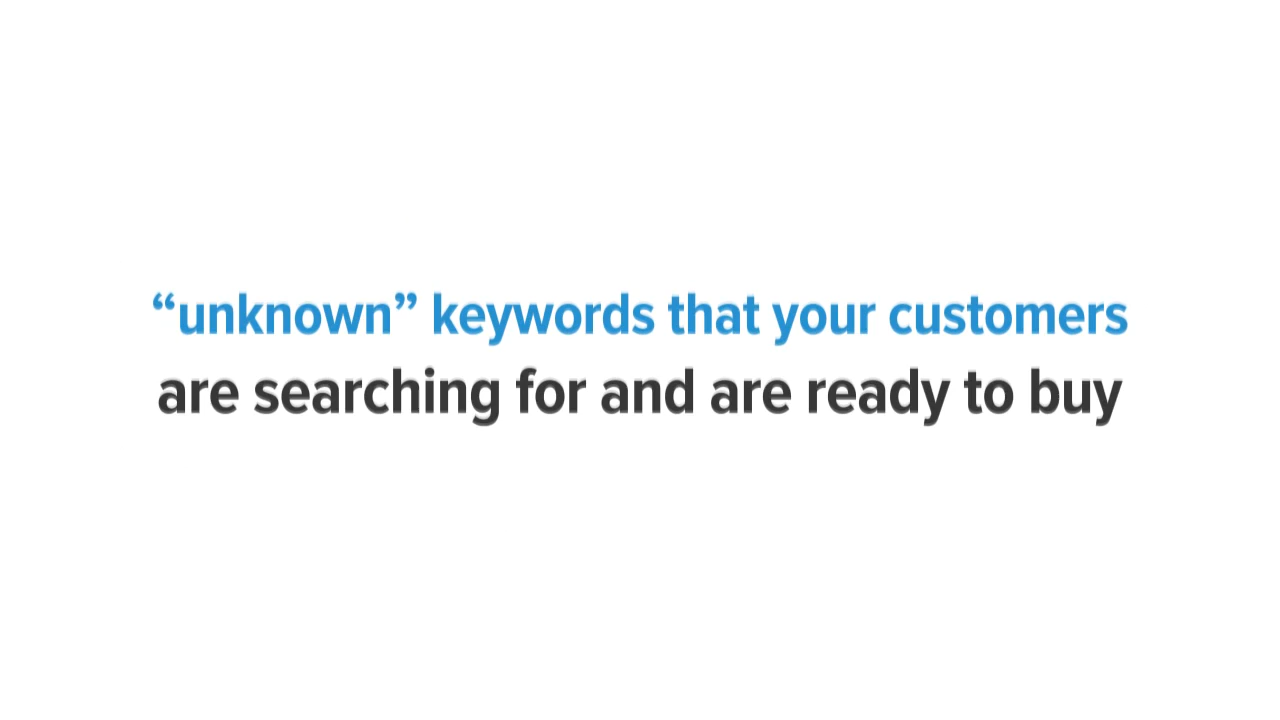 “unknown” keywords that your customers
are searching for and are ready to buy